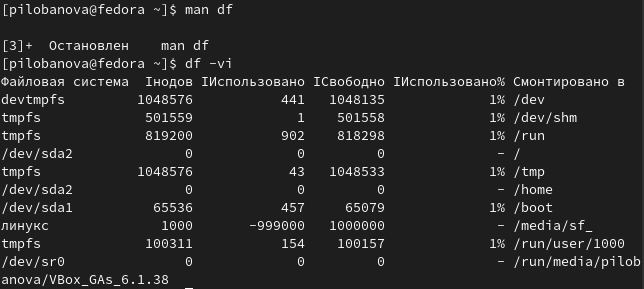 [pilobanova@fedora ~]$ man df

[3]+  Остановлен    man df
[pilobanova@fedora ~]$ df -vi
Файловая система  Iнодов IИспользовано IСвободно IИспользовано% Смонтировано в
devtmpfs         1048576           441   1048135             1% /dev
tmpfs             501559             1    501558             1% /dev/shm
tmpfs             819200           902    818298             1% /run
/dev/sda2              0             0         0              - /
tmpfs            1048576            43   1048533             1% /tmp
/dev/sda2              0             0         0              - /home
/dev/sda1          65536           457     65079             1% /boot
линукс              1000       -999000   1000000              - /media/sf_
tmpfs             100311           154    100157             1% /run/user/1000
/dev/sr0               0             0         0              - /run/media/pilob
anova/VBox_GAs_6.1.38